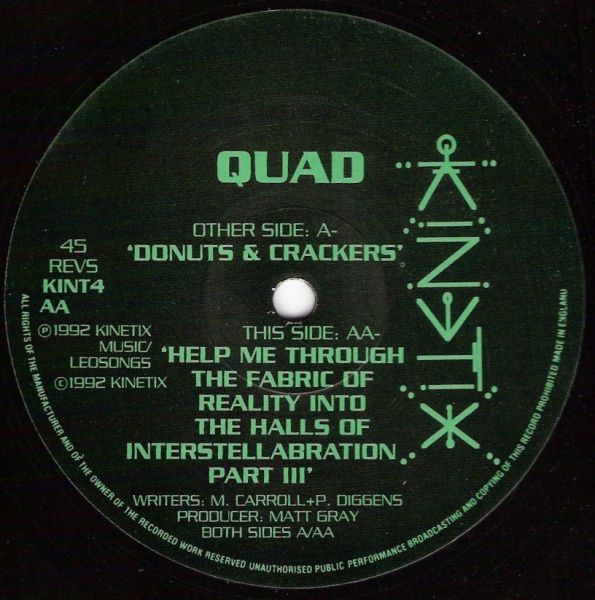 QUAD
OTHER SIDE: A-
'DONUTS & CRACKERS'
45
REVS
KINT4
AA
℗1992 KINETIX
MUSIC/
LEOSONGS
©1992 KINETIX
THIS SIDE: AA-
'HELP ME THROUGH
THE FABRIC OF
REALITY INTO
THE HALLS OF
INTERSTELLABRATION
PART III'
WRITERS: M. CARROLL+P. DIGGENS
PRODUCER: MATT GRAY
BOTH SIDES A/AA
KINETIX
ALL RIGHTS OF THE MANUFACTURER AND OF THE OWNER OF THE RECORDED WORK RESERVED UNAUTHORISED PUBLIC PERFORMANCE BROADCASTING AND COPYING OF THIS RECORD PROHIBITED MADE IN ENGLAND